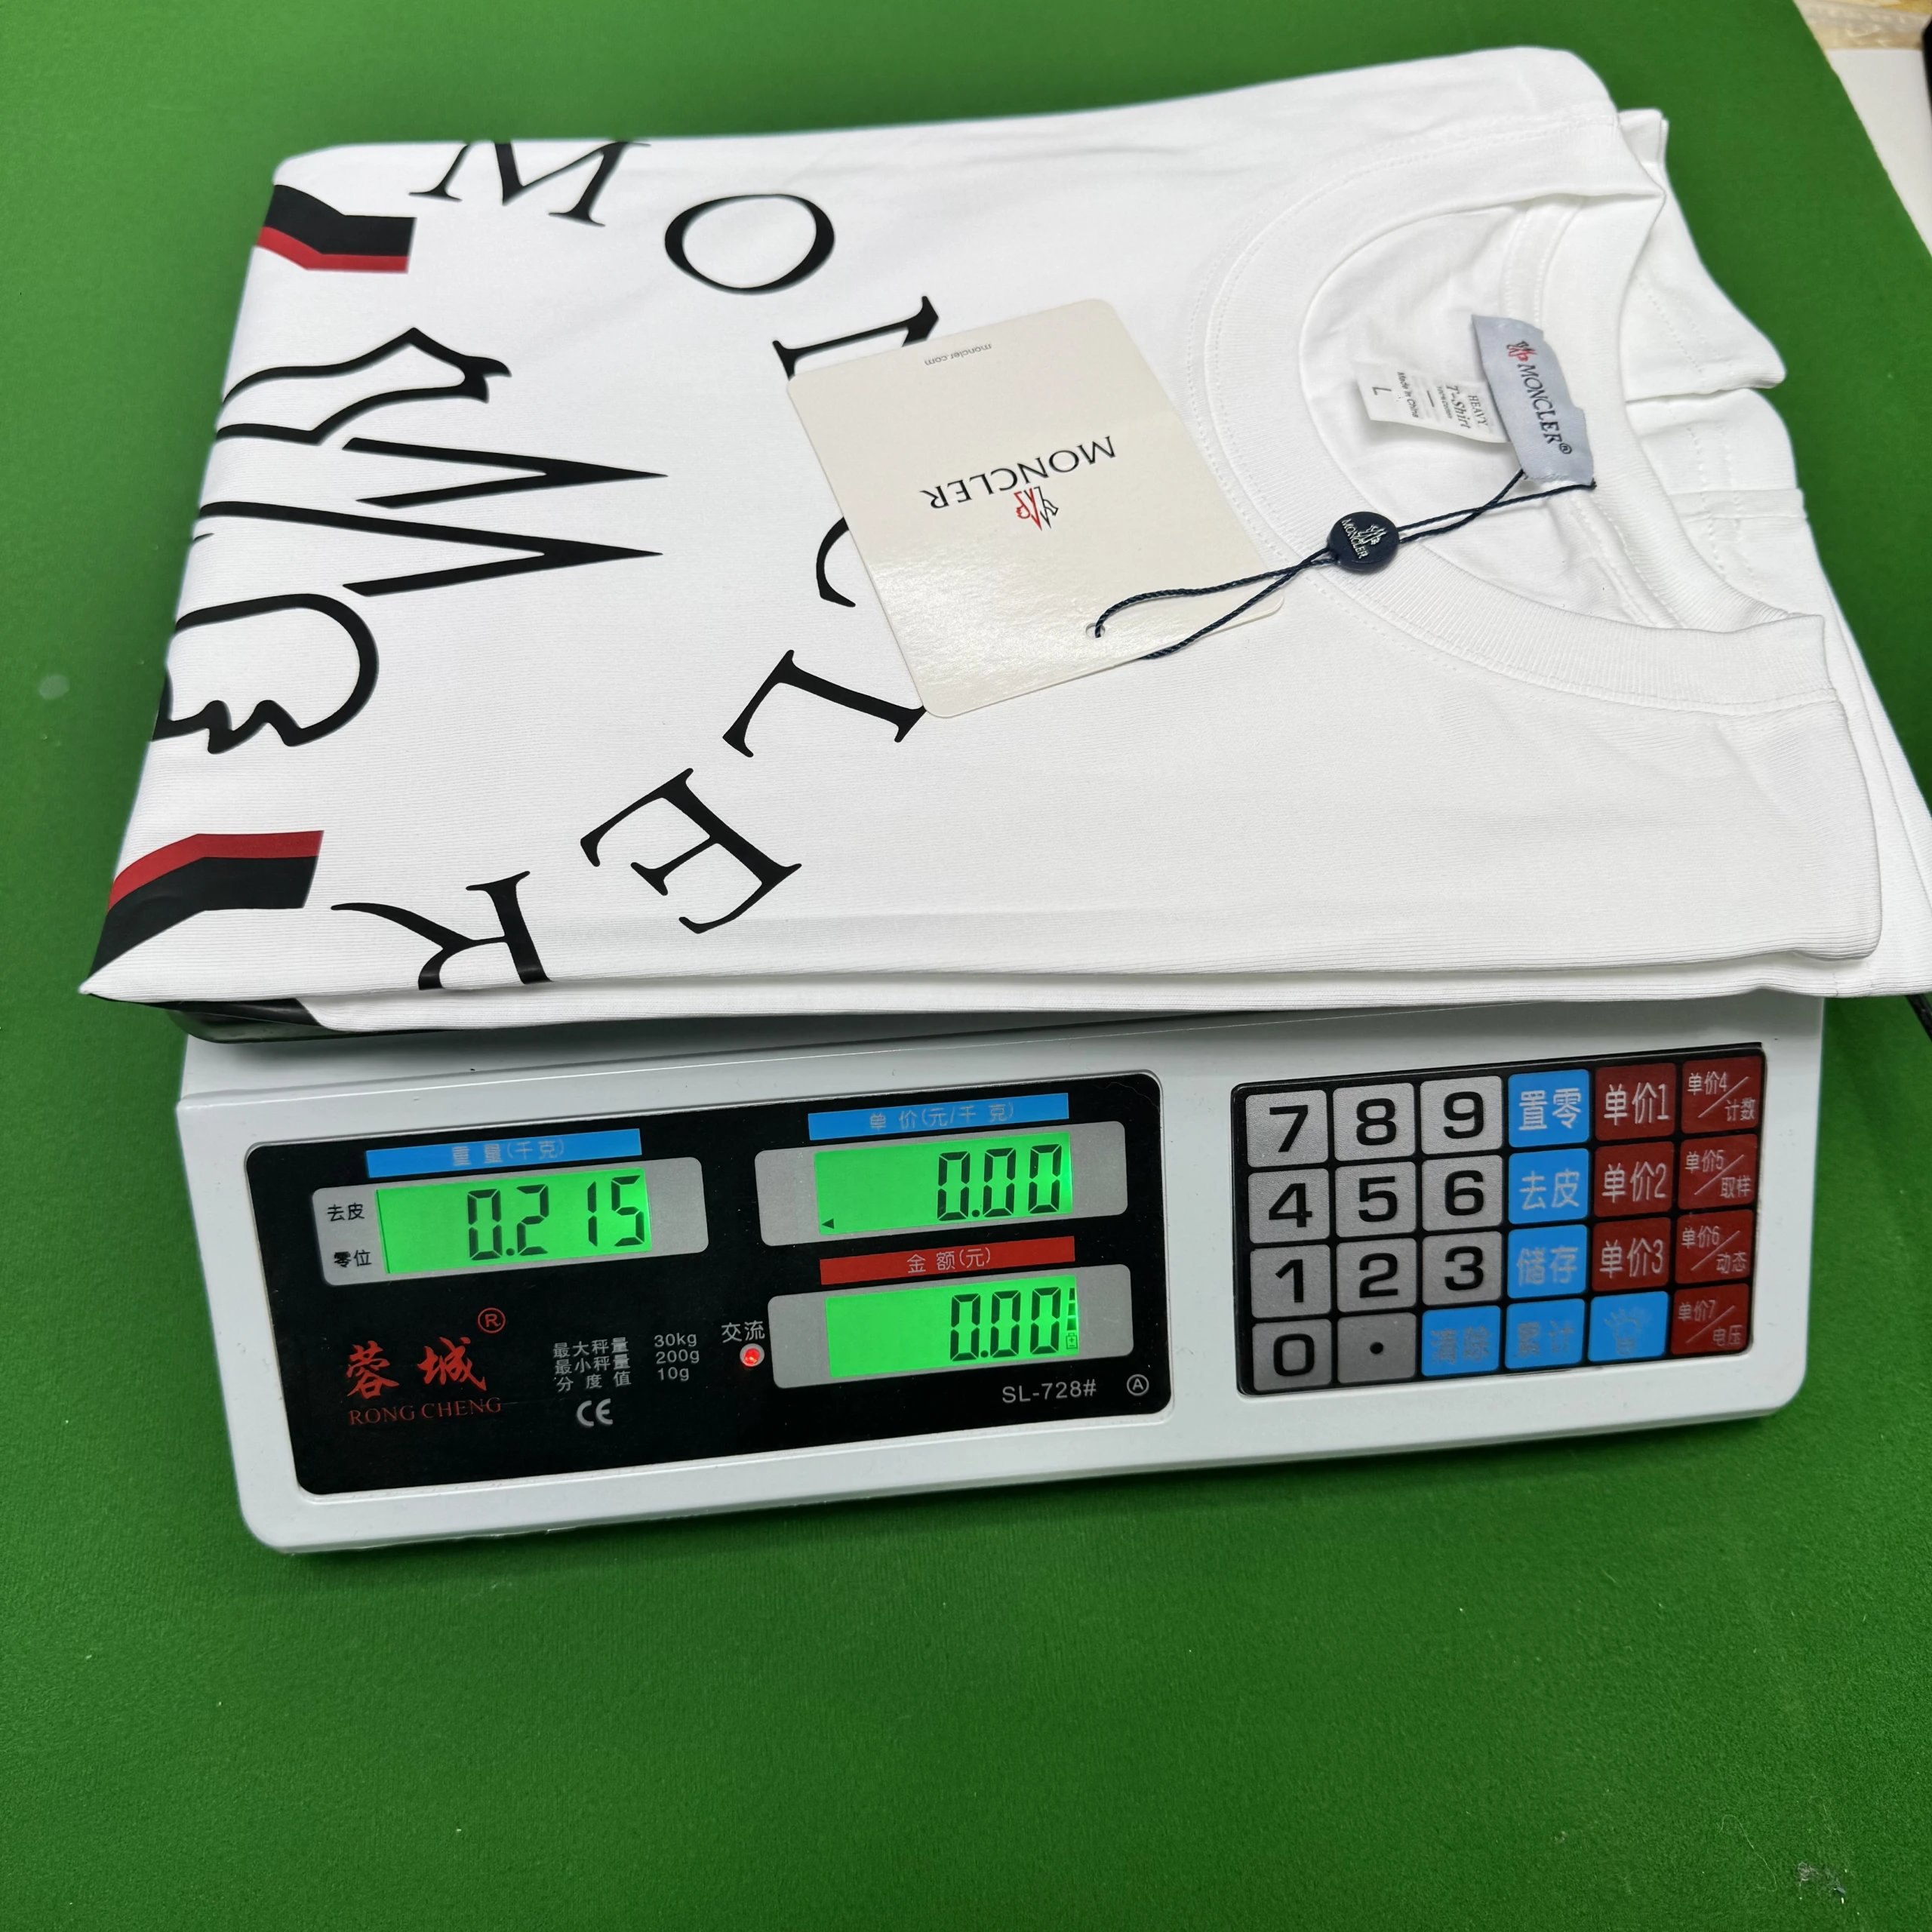 MONCLER
moncler.com
MONCLER
MONCLER®
HEAVY
T-Shirt
100%Cotton
Made in China
L
MONCLER
重量(千克)
单价(元/千克)
去皮
零位
0.215
0.00
金额(元)
0.00
蓉城®
RONG CHENG
最大秤量 30kg
最小秤量 200g
分度值 10g
CE
交流
SL-728#
A
7 8 9 置零 单价1 单价4/计数
4 5 6 去皮 单价2 单价5/取样
1 2 3 储存 单价3 单价6/动态
0 . 清除 累计 单价7/电压